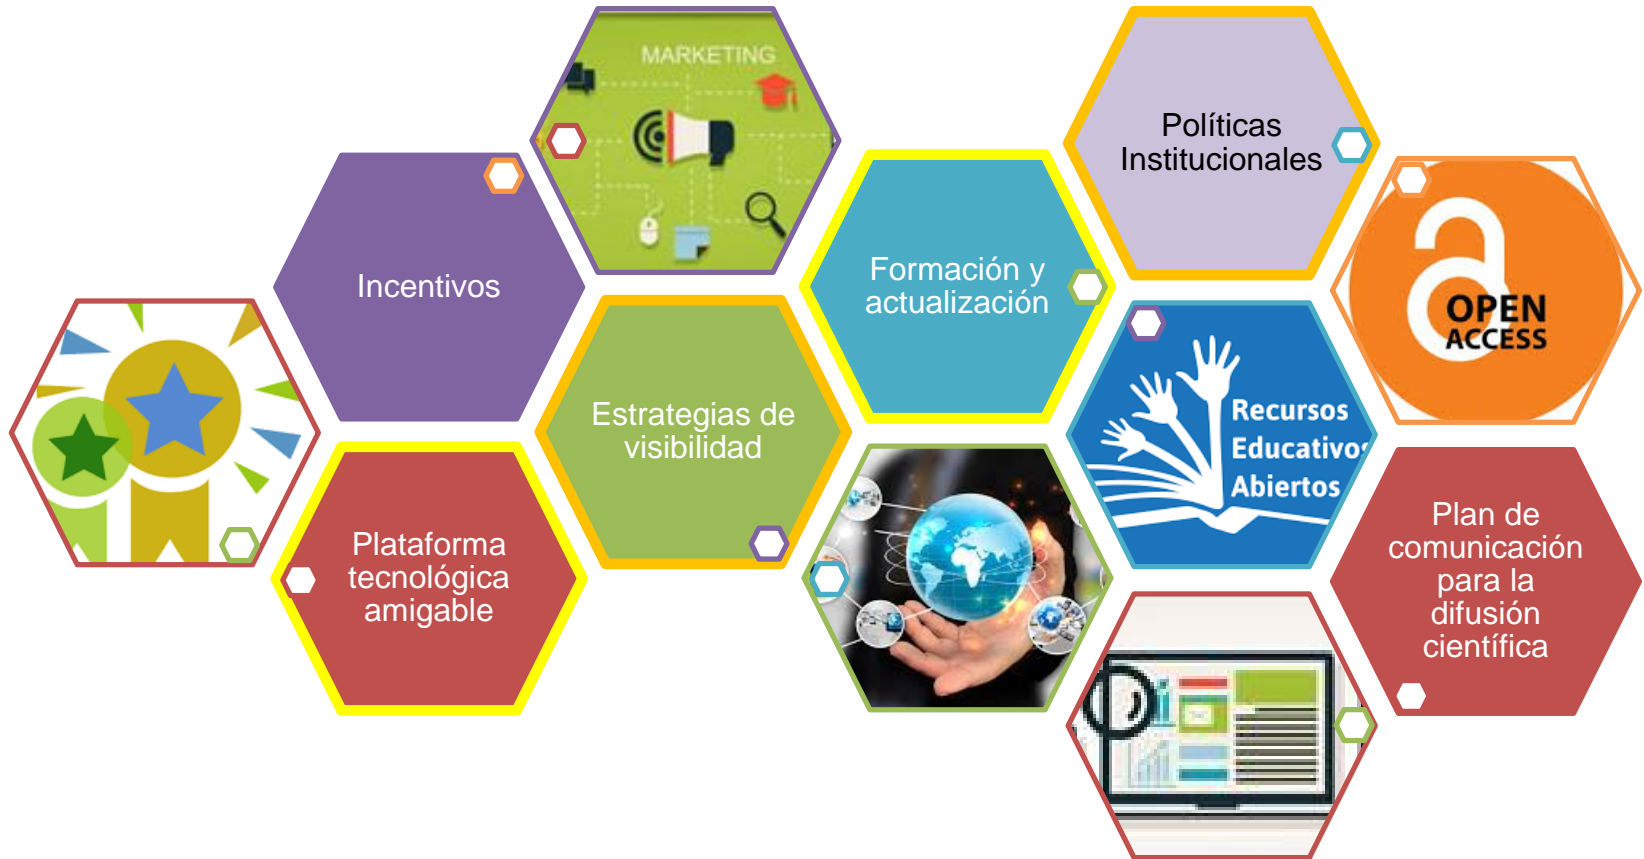 MARKETING
Políticas
Institucionales
Incentivos
Formación y
actualización
OPEN
ACCESS
Estrategias de
visibilidad
Recursos
Educativos
Abiertos
Plataforma
tecnológica
amigable
Plan de
comunicación
para la
difusión
científica